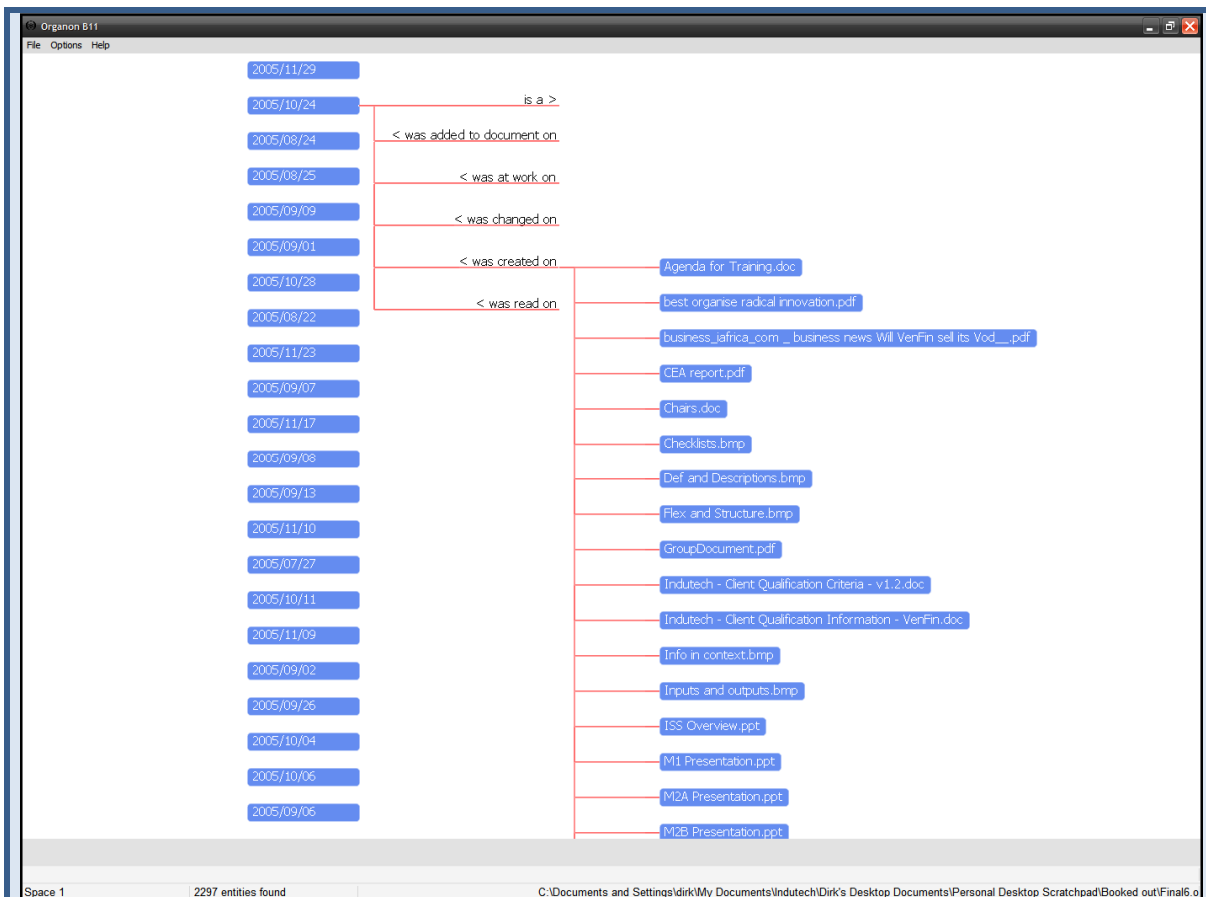 Organon B11
File Options Help
2005/11/29
2005/10/24
is a >
2005/08/24
< was added to document on
2005/08/25
< was at work on
2005/09/09
< was changed on
2005/09/01
< was created on
Agenda for Training.doc
2005/10/28
< was read on
best organise radical innovation.pdf
2005/08/22
business_iafrica_com _ business news Will VenFin sell its Vod__.pdf
2005/11/23
CEA report.pdf
2005/09/07
Chairs.doc
2005/11/17
Checklists.bmp
2005/09/08
Def and Descriptions.bmp
2005/09/13
Flex and Structure.bmp
2005/11/10
GroupDocument.pdf
2005/07/27
Indutech - Client Qualification Criteria - v1.2.doc
2005/10/11
Indutech - Client Qualification Information - VenFin.doc
2005/11/09
Info in context.bmp
2005/09/02
Inputs and outputs.bmp
2005/09/26
ISS Overview.ppt
2005/10/04
M1 Presentation.ppt
2005/10/06
M2A Presentation.ppt
2005/09/06
M2B Presentation.ppt
Space 1
2297 entities found
C:\Documents and Settings\dirk\My Documents\Indutech\Dirk's Desktop Documents\Personal Desktop Scratchpad\Booked out\Final6.o